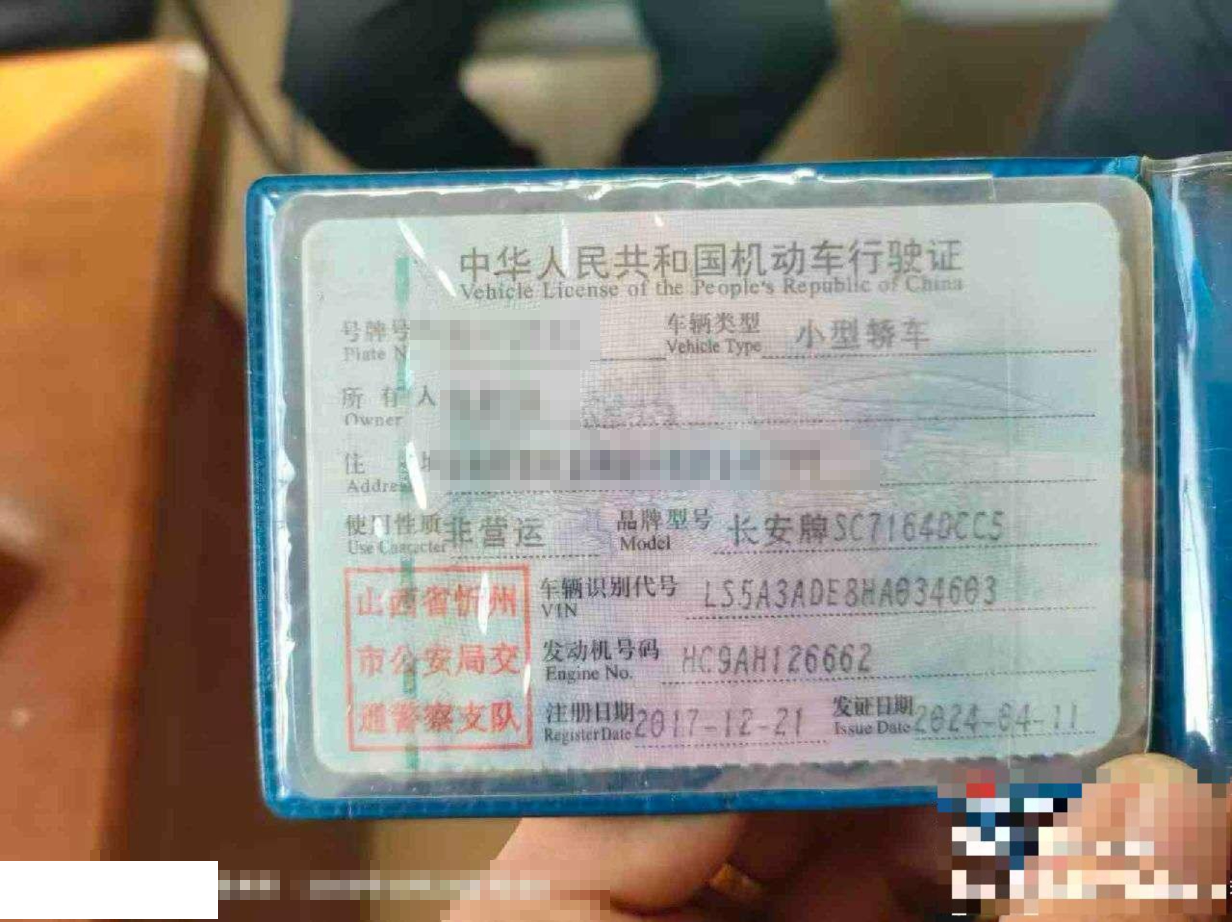 中华人民共和国机动车行驶证
Vehicle License of the People's Republic of China
号牌号 车辆类型 小型轿车
Plate N Vehicle Type
所有人
Owner
住
Addres
使用性质 非营运 品牌型号 长安牌SC7164DCC5
Use Character Model
山西省忻州
市公安局交
通警察支队
车辆识别代号 LS5A3ADE8HA034603
VIN
发动机号码 HC9AH126662
Engine No.
注册日期 2017-12-21 发证日期 2024-04-11
Register Date Issue Date